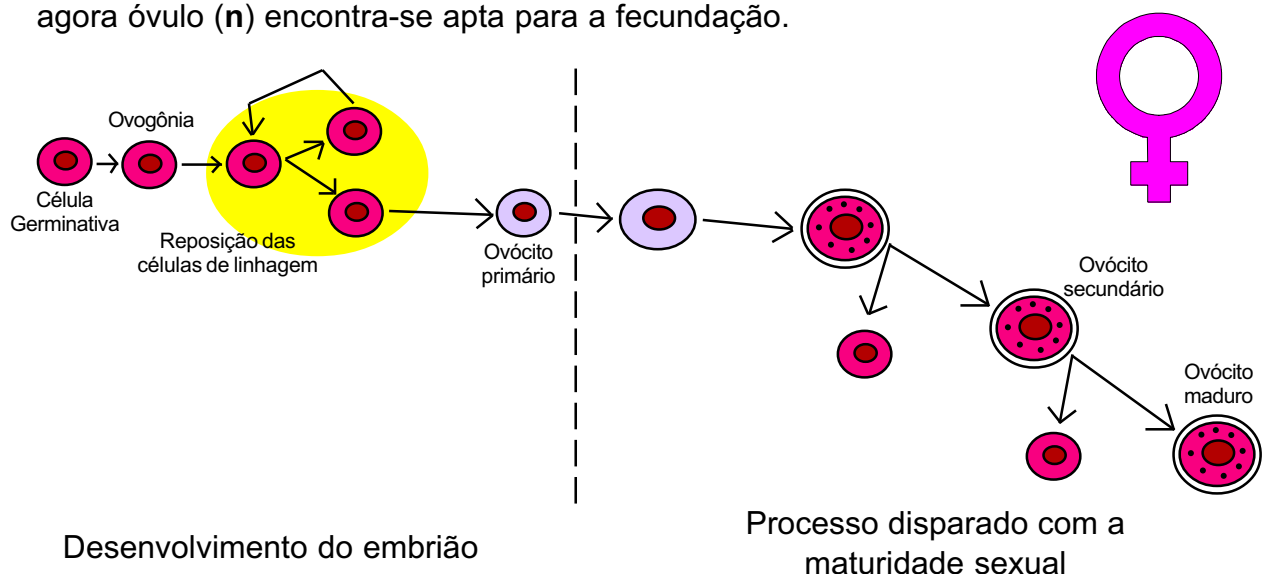 agora óvulo (n) encontra-se apta para a fecundação.
Ovogônia
Célula
Germinativa
Reposição das
células de linhagem
Ovócito
primário
Ovócito
secundário
Ovócito
maduro
Desenvolvimento do embrião
Processo disparado com a
maturidade sexual